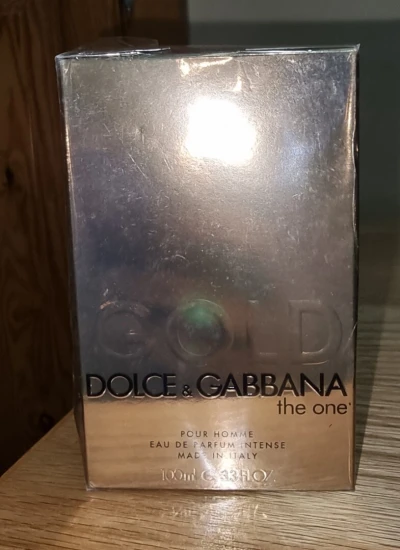 GOLD
DOLCE & GABBANA
the one
POUR HOMME
EAU DE PARFUM INTENSE
MADE IN ITALY
100ml ℮ 3.3 fl.oz.